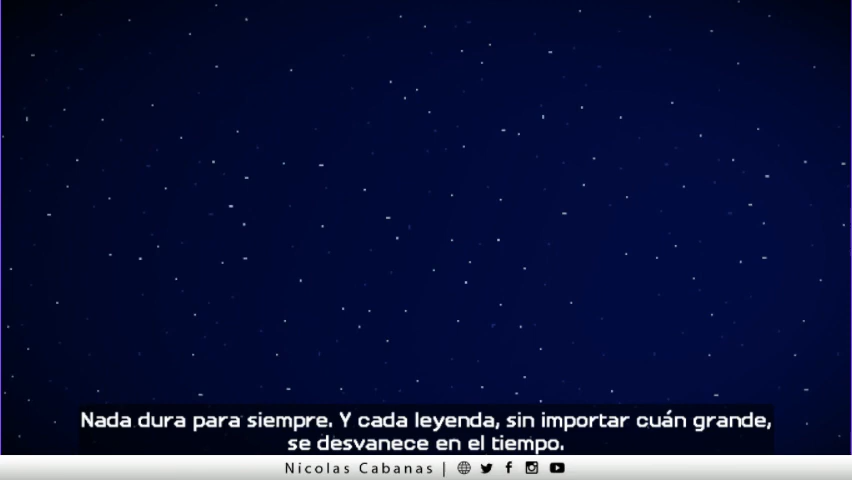 Nada dura para siempre. Y cada leyenda, sin importar cuán grande,
se desvanece en el tiempo.
Nicolas Cabanas |